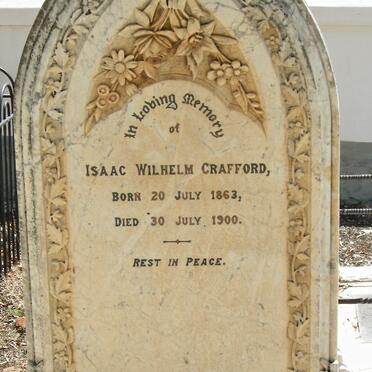 In Loving Memory
of
ISAAC WILHELM CRAFFORD,
BORN 20 JULY 1863,
DIED 30 JULY 1900.
REST IN PEACE.